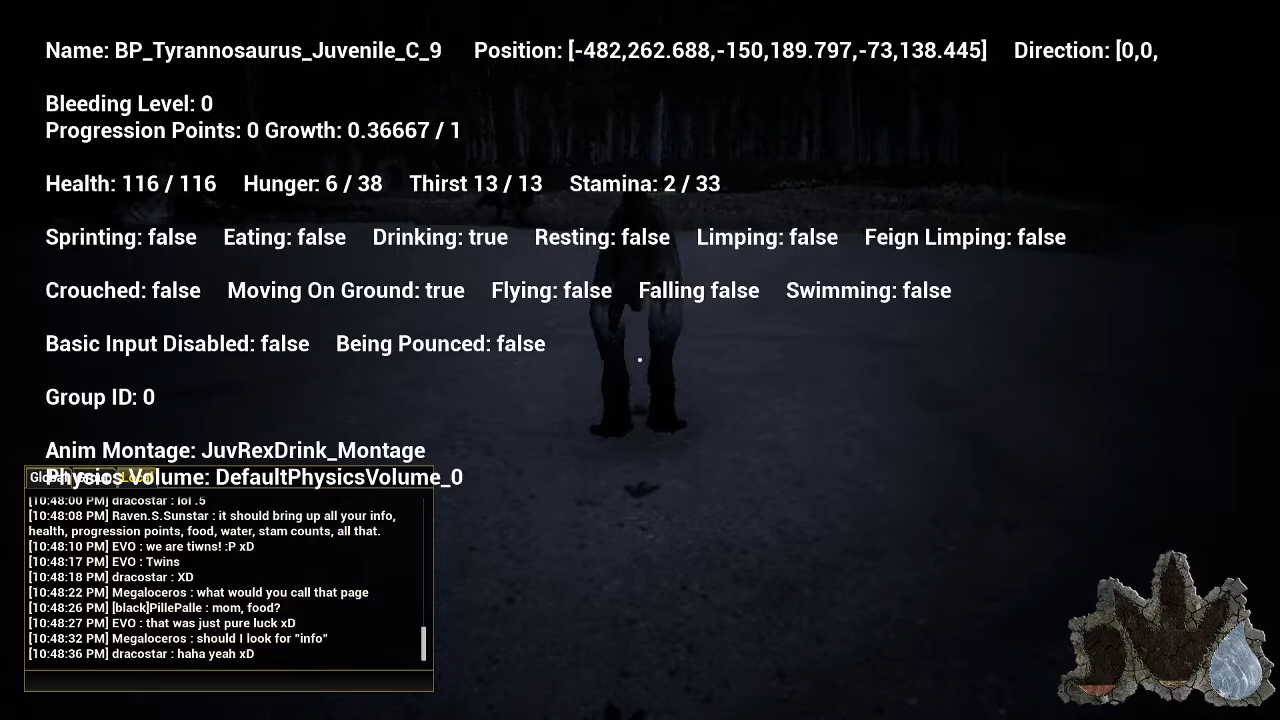 Name: BP_Tyrannosaurus_Juvenile_C_9 Position: [-482,262.688,-150,189.797,-73,138.445] Direction: [0,0,
Bleeding Level: 0
Progression Points: 0 Growth: 0.36667 / 1
Health: 116 / 116 Hunger: 6 / 38 Thirst 13 / 13 Stamina: 2 / 33
Sprinting: false Eating: false Drinking: true Resting: false Limping: false Feign Limping: false
Crouched: false Moving On Ground: true Flying: false Falling false Swimming: false
Basic Input Disabled: false Being Pounced: false
Group ID: 0
Anim Montage: JuvRexDrink_Montage
Physics Volume: DefaultPhysicsVolume_0
Global Group Local
[10:48:00 PM] dracostar : lol .5
[10:48:08 PM] Raven.S.Sunstar : it should bring up all your info,
health, progression points, food, water, stam counts, all that.
[10:48:10 PM] EVO : we are tiwns! :P xD
[10:48:17 PM] EVO : Twins
[10:48:18 PM] dracostar : XD
[10:48:22 PM] Megaloceros : what would you call that page
[10:48:26 PM] [black]PillePalle : mom, food?
[10:48:27 PM] EVO : that was just pure luck xD
[10:48:32 PM] Megaloceros : should I look for "info"
[10:48:36 PM] dracostar : haha yeah xD